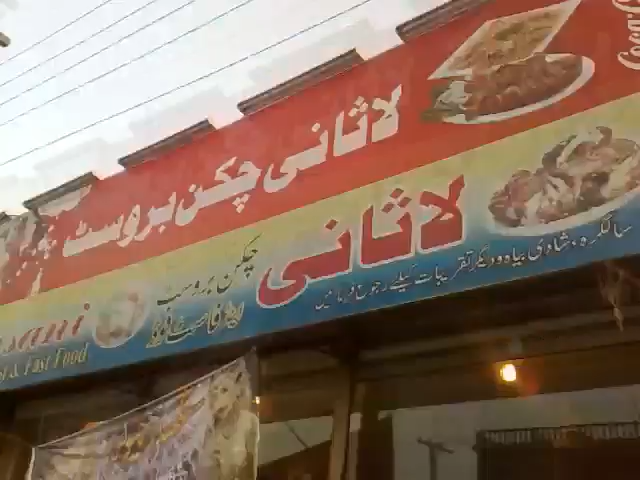 لاثانی چکن بروسٹ
لاثانی
چکن بروسٹ
اینڈ فاسٹ فوڈ
سالگرہ، شادی بیاہ و دیگر تقریبات کیلئے رجوع فرمائیں
& Fast Food